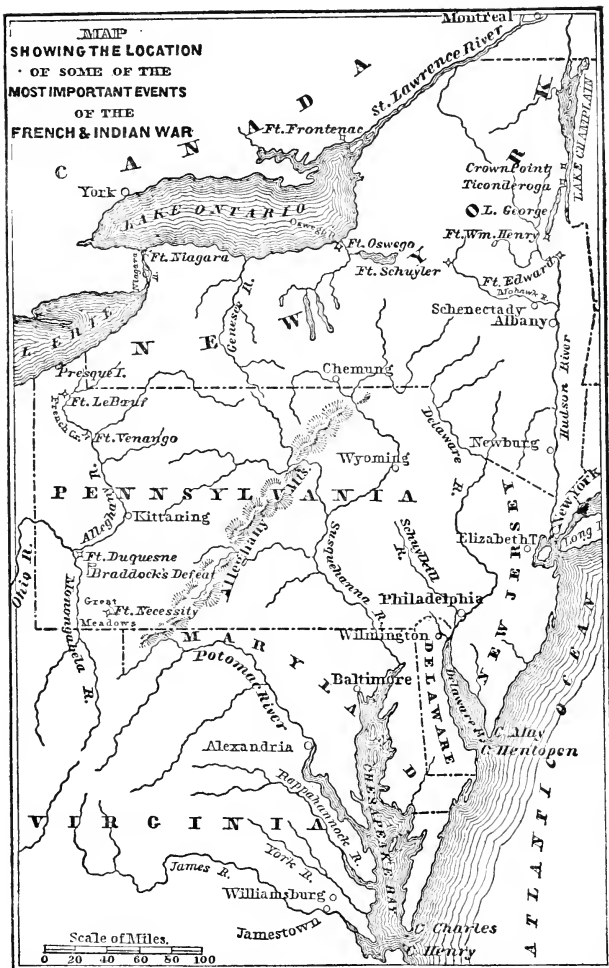 MAP
SHOWING THE LOCATION
OF SOME OF THE
MOST IMPORTANT EVENTS
OF THE
FRENCH & INDIAN WAR
Montreal
St. Lawrence River
CANADA
Ft. Frontenac
York
LAKE ONTARIO
Oswego R.
LAKE CHAMPLAIN
Crown Point
Ticonderoga
L. George
Ft. Wm. Henry
Ft. Oswego
Ft. Schuyler
Ft. Edward
Mohawk R.
Schenectady
Albany
Ft. Niagara
Niagara R.
L. ERIE
Genesee R.
NEW YORK
Hudson River
Presque I.
Ft. LeBœuf
French Cr.
Ft. Venango
Chemung
Delaware R.
Newburg
Wyoming
PENNSYLVANIA
Alleghany R.
Kittaning
Alleghany Mts.
Susquehanna R.
Schuylkill R.
New York
Elizabeth T.
Long I.
Ohio R.
Ft. Duquesne
Braddock's Defeat
Great Meadows
Ft. Necessity
Monongahela R.
Philadelphia
Wilmington
NEW JERSEY
MARYLAND
Potomac River
Baltimore
DELAWARE
Delaware B.
C. May
C. Henlopen
Alexandria
Rappahannock R.
CHESAPEAKE BAY
VIRGINIA
York R.
James R.
Williamsburg
Jamestown
C. Charles
C. Henry
ATLANTIC OCEAN
Scale of Miles.
0 20 40 60 80 100